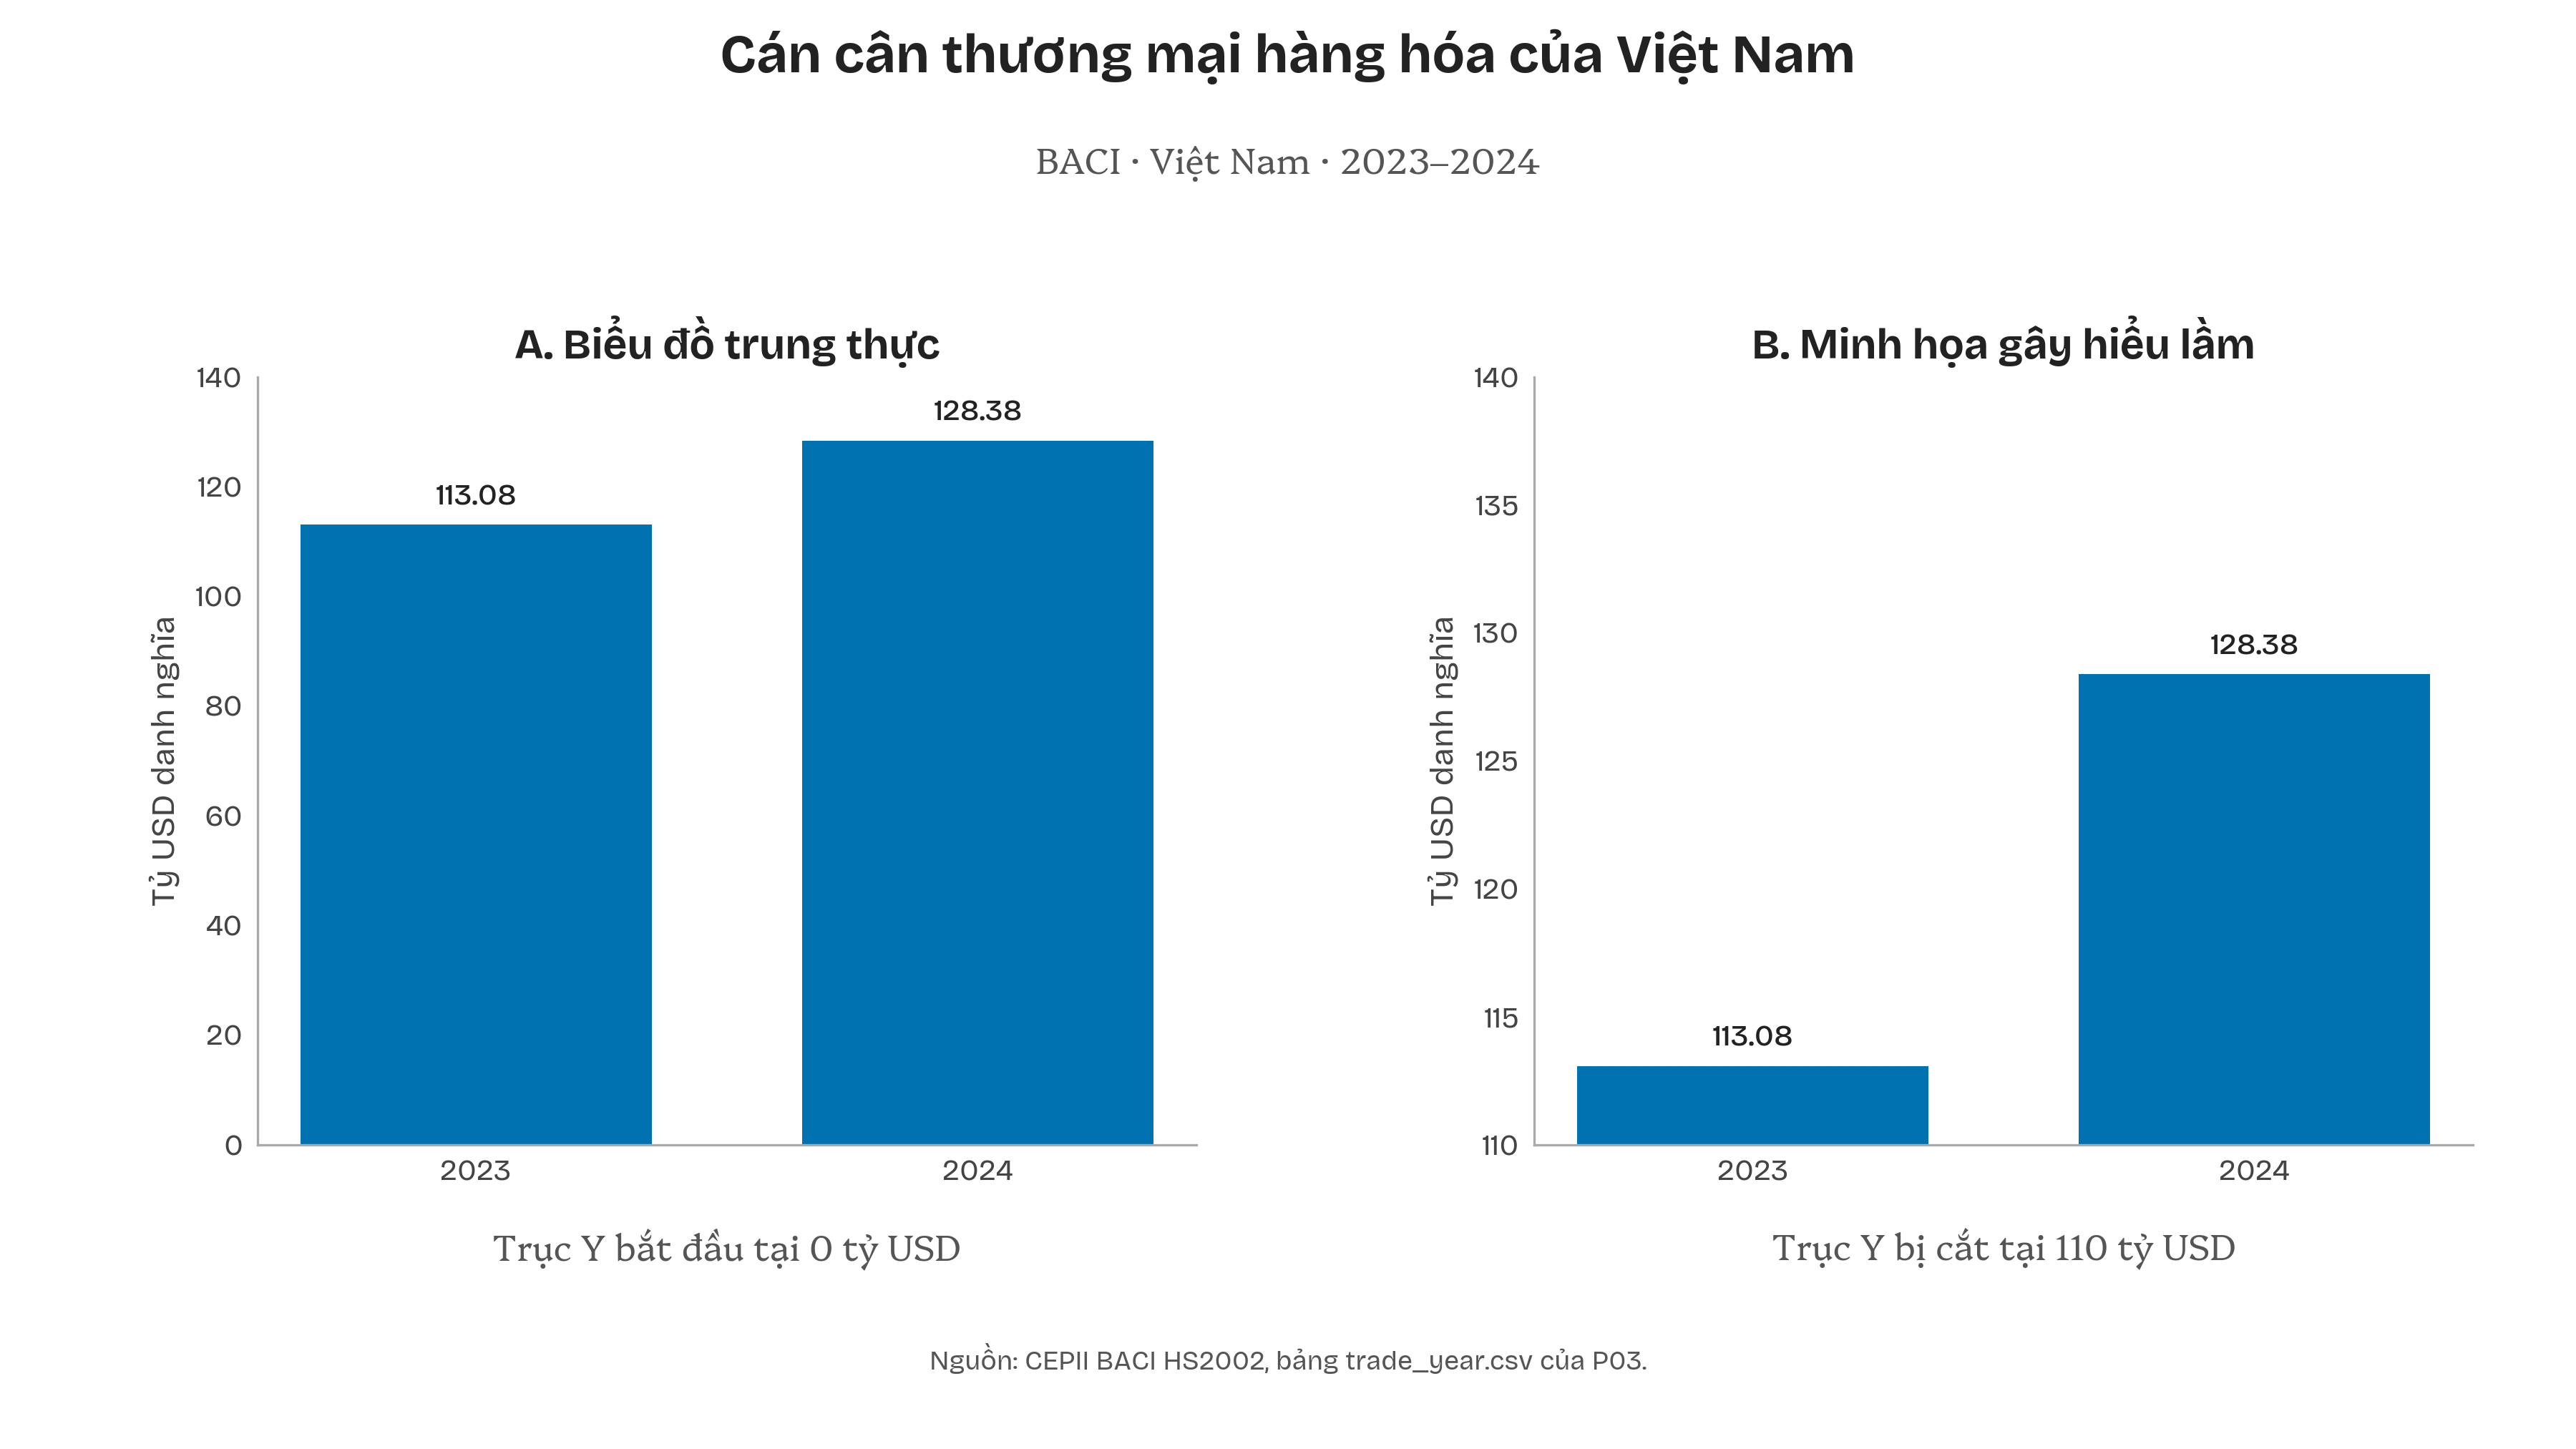 Cán cân thương mại hàng hóa của Việt Nam
BACI · Việt Nam · 2023–2024
A. Biểu đồ trung thực
140
120
100
80
60
40
20
0
Tỷ USD danh nghĩa
113.08
128.38
2023
2024
Trục Y bắt đầu tại 0 tỷ USD
B. Minh họa gây hiểu lầm
140
135
130
125
120
115
110
Tỷ USD danh nghĩa
113.08
128.38
2023
2024
Trục Y bị cắt tại 110 tỷ USD
Nguồn: CEPII BACI HS2002, bảng trade_year.csv của P03.